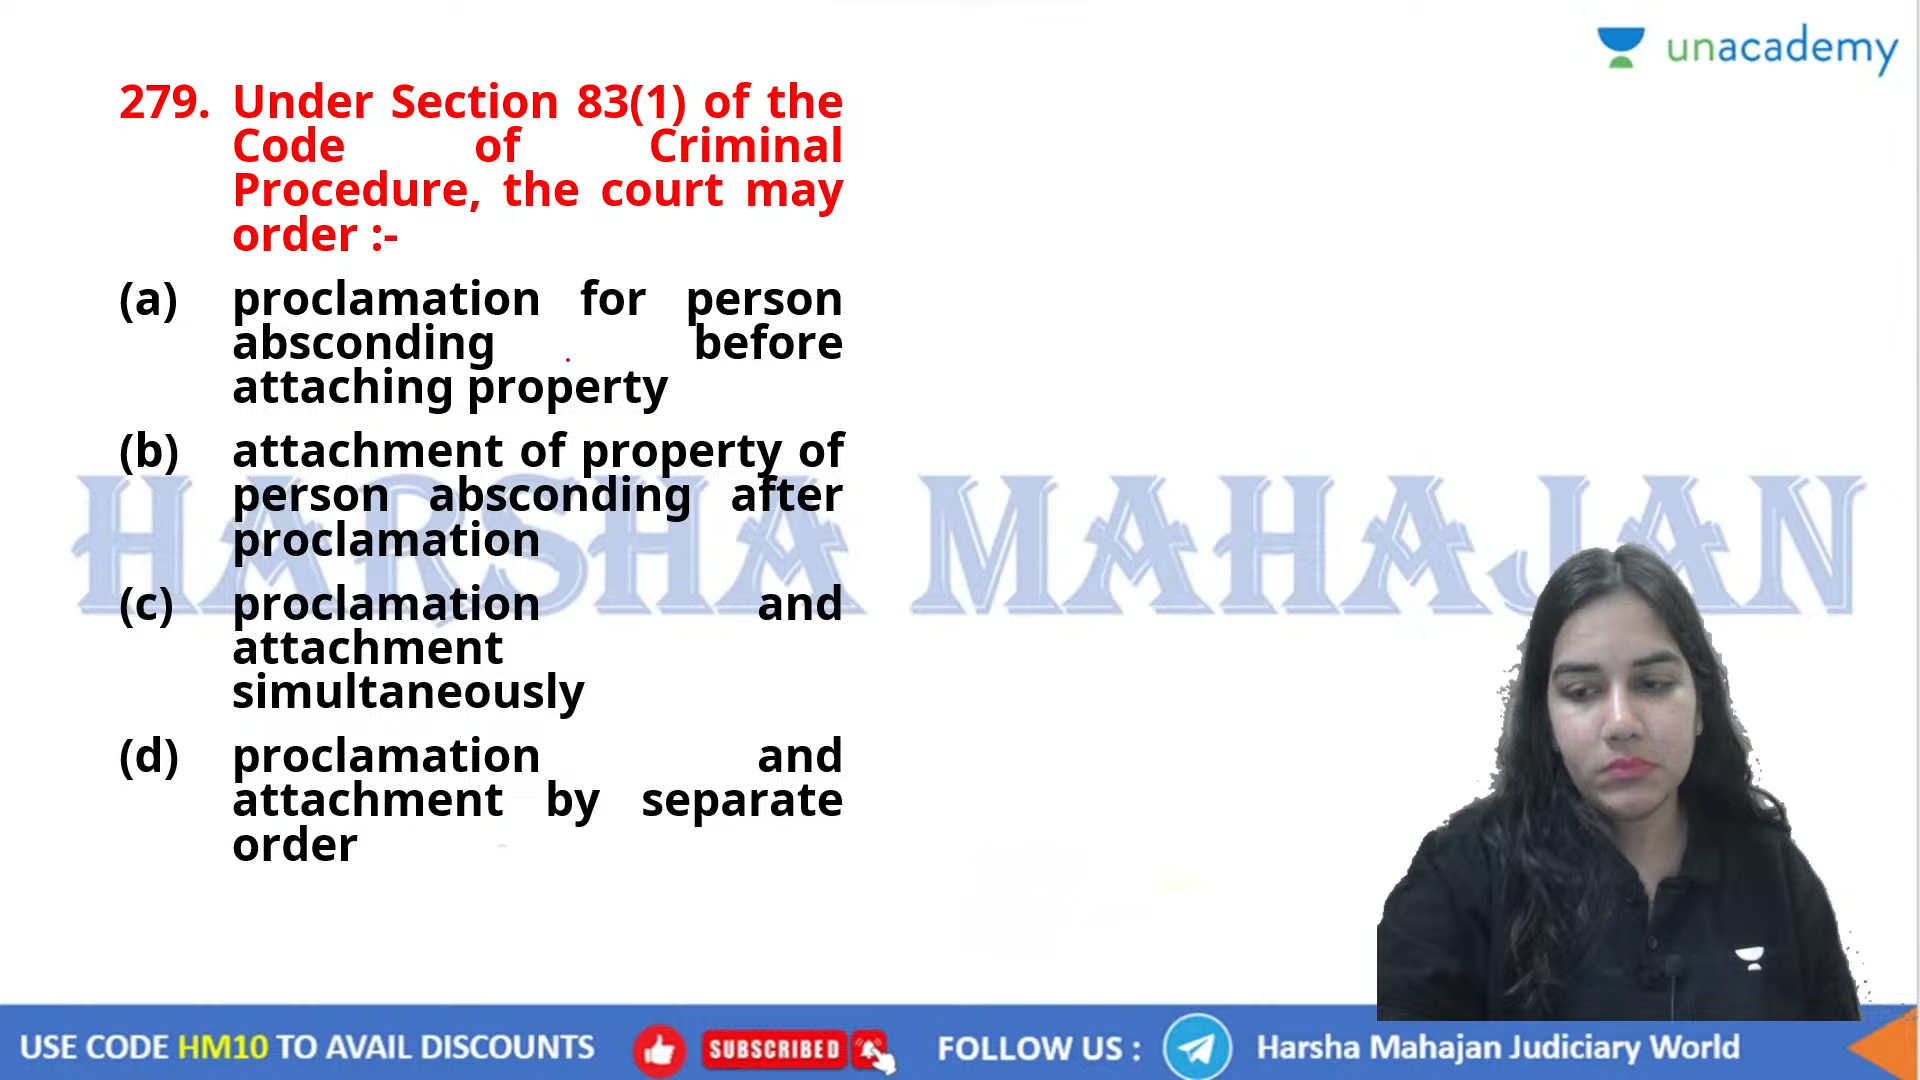 unacademy
279. Under Section 83(1) of the
Code of Criminal
Procedure, the court may
order :-
(a) proclamation for person
absconding before
attaching property
(b) attachment of property of
person absconding after
proclamation
(c) proclamation and
attachment
simultaneously
(d) proclamation and
attachment by separate
order
HARSHA MAHAJAN
USE CODE HM10 TO AVAIL DISCOUNTS
SUBSCRIBED
FOLLOW US :
Harsha Mahajan Judiciary World